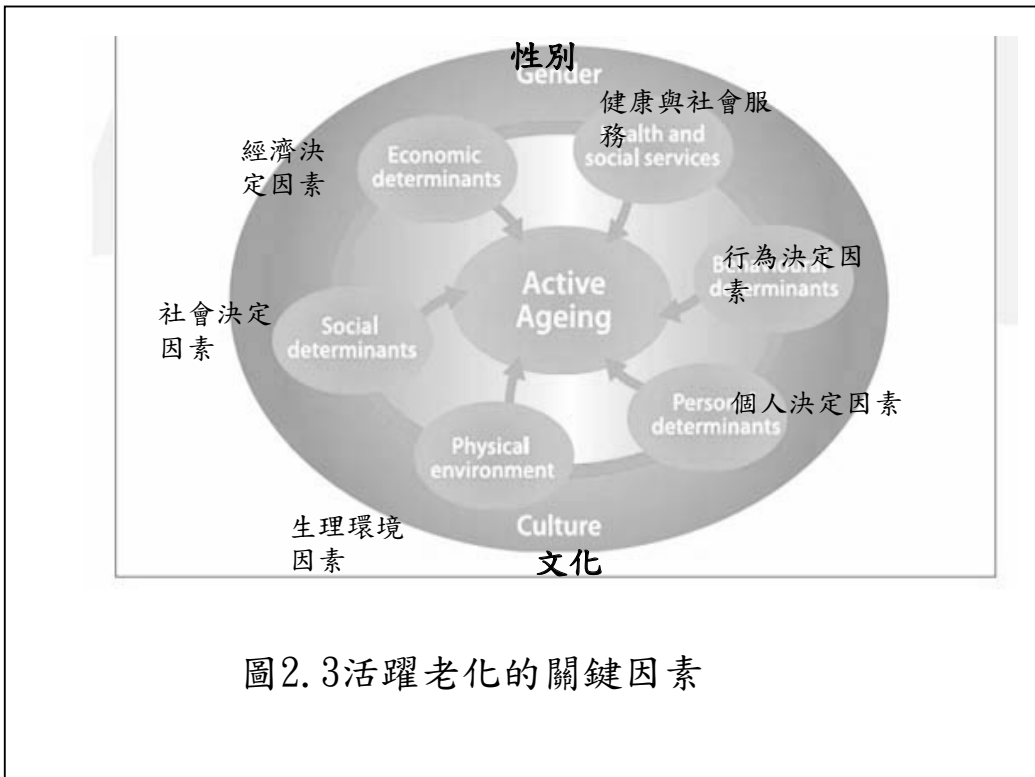 性別
Gender
健康與社會服
務
Health and
social services
經濟決
定因素
Economic
determinants
行為決定因
素
Behavioural
determinants
Active
Ageing
社會決定
因素
Social
determinants
個人決定因素
determinants
Physical
environment
生理環境
因素
Culture
文化
圖2.3活躍老化的關鍵因素